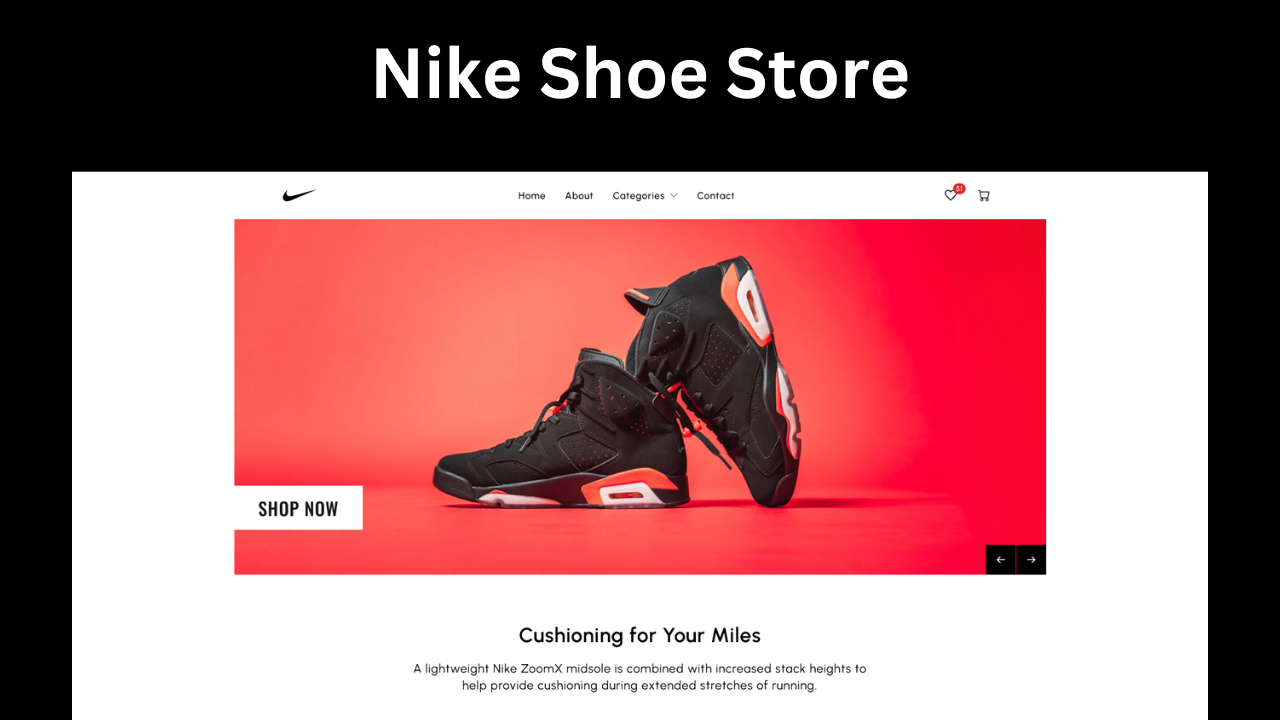 Nike Shoe Store
Home About Categories Contact
51
SHOP NOW
Cushioning for Your Miles
A lightweight Nike ZoomX midsole is combined with increased stack heights to
help provide cushioning during extended stretches of running.